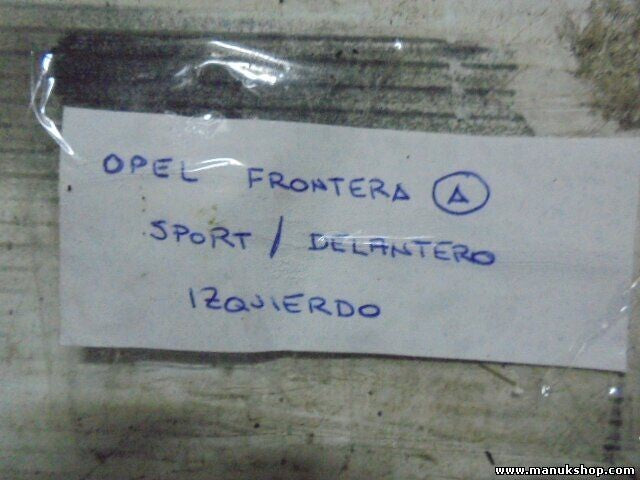 OPEL FRONTERA A
SPORT / DELANTERO
IZQUIERDO
www.manukshop.com